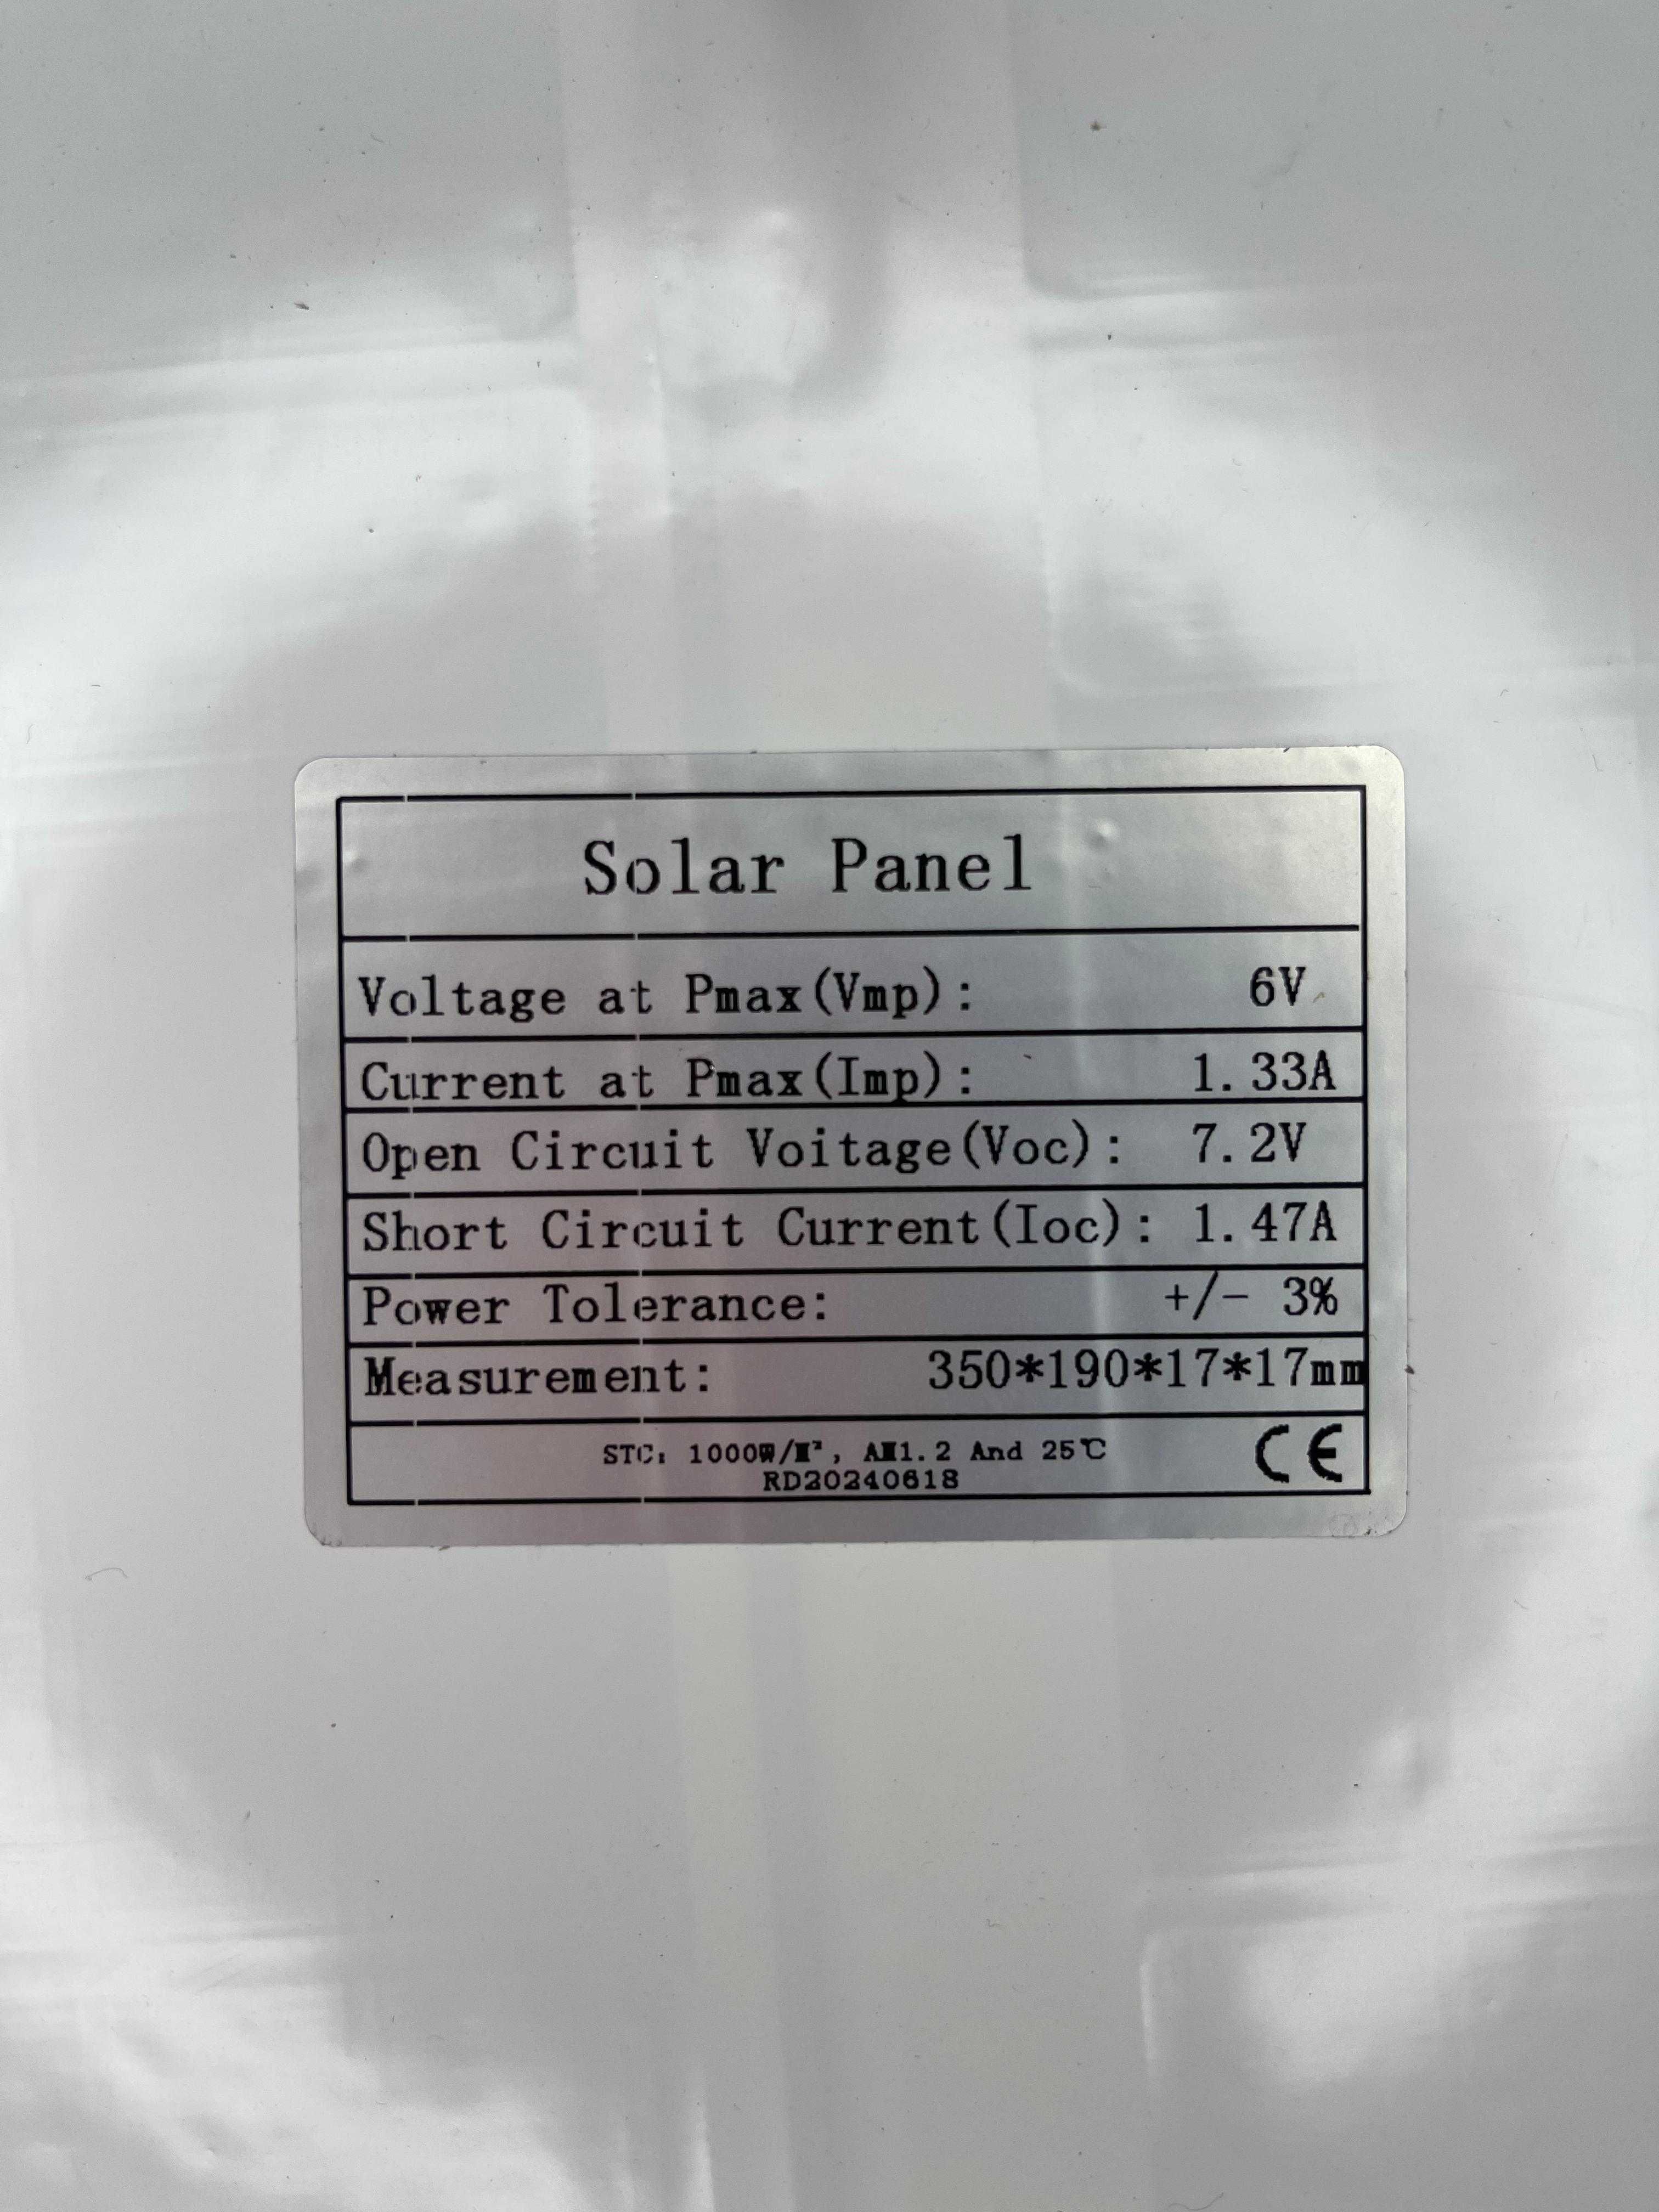 Solar Panel
Voltage at Pmax(Vmp): 6V
Current at Pmax(Imp): 1.33A
Open Circuit Voitage(Voc): 7.2V
Short Circuit Current(Ioc): 1.47A
Power Tolerance: +/- 3%
Measurement: 350*190*17*17mm
STC: 1000W/M², AM1.2 And 25℃
RD20240618
CE